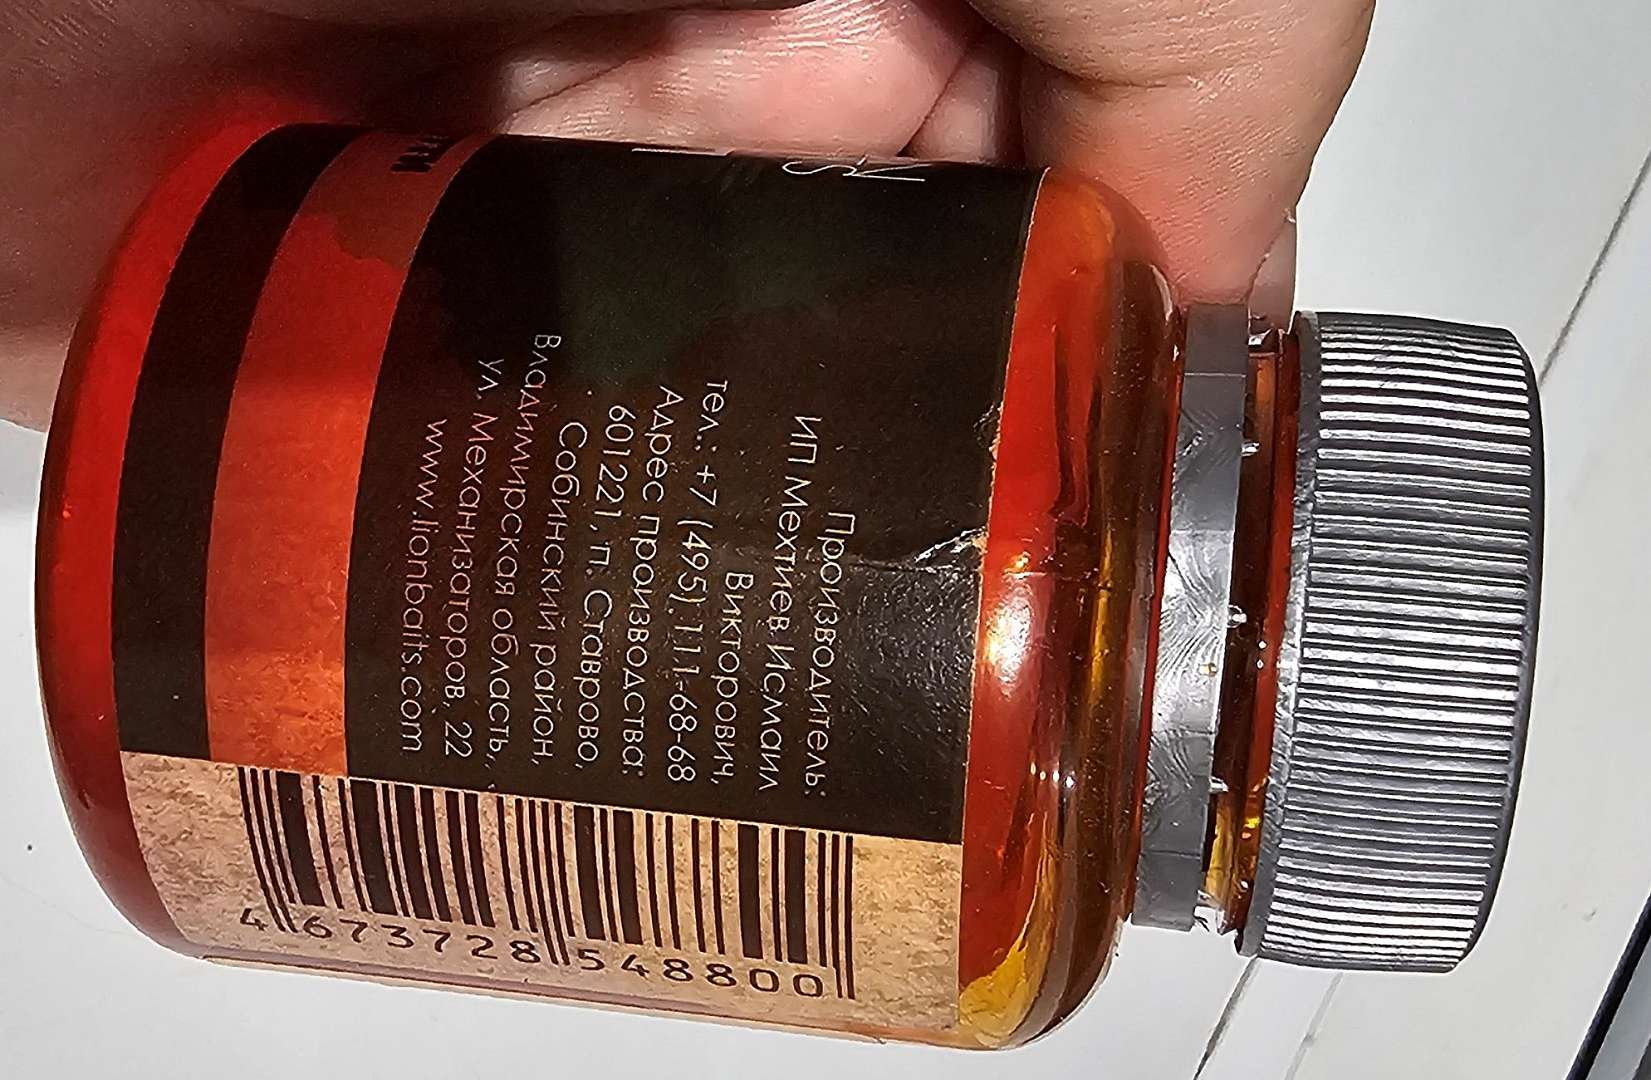 Производитель:
ИП Мехтиев Исмаил
Викторович,
тел.: +7 (495) 111-68-68
Адрес производства:
601221, п. Ставрово,
Собинский район,
Владимирская область,
ул. Механизаторов, 22
www.lionbaits.com
4 673728 548800